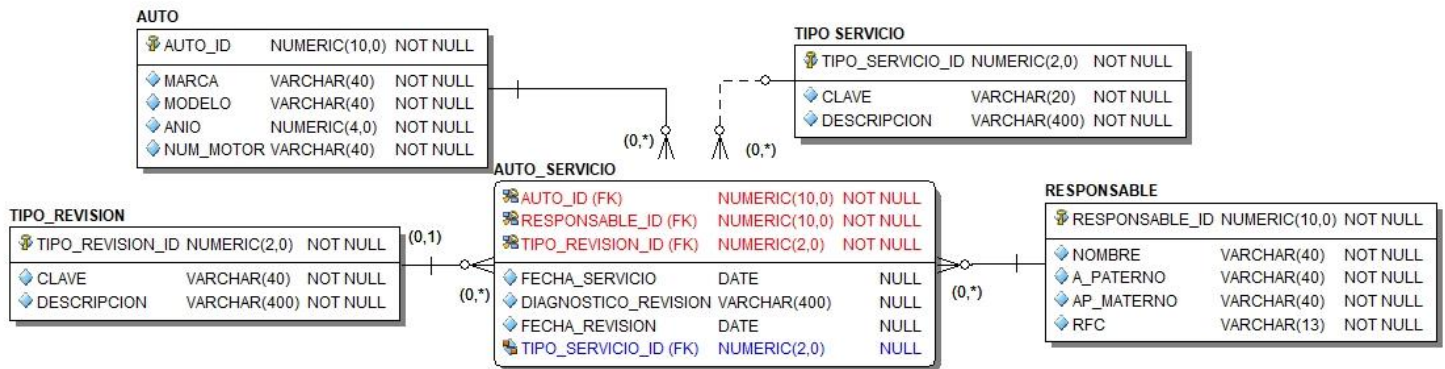 AUTO
AUTO_ID NUMERIC(10,0) NOT NULL
MARCA VARCHAR(40) NOT NULL
MODELO VARCHAR(40) NOT NULL
ANIO NUMERIC(4,0) NOT NULL
NUM_MOTOR VARCHAR(40) NOT NULL
TIPO SERVICIO
TIPO_SERVICIO_ID NUMERIC(2,0) NOT NULL
CLAVE VARCHAR(20) NOT NULL
DESCRIPCION VARCHAR(400) NOT NULL
(0,*)
(0,*)
TIPO_REVISION
TIPO_REVISION_ID NUMERIC(2,0) NOT NULL
CLAVE VARCHAR(40) NOT NULL
DESCRIPCION VARCHAR(400) NOT NULL
(0,1)
(0,*)
AUTO_SERVICIO
AUTO_ID (FK) NUMERIC(10,0) NOT NULL
RESPONSABLE_ID (FK) NUMERIC(10,0) NOT NULL
TIPO_REVISION_ID (FK) NUMERIC(2,0) NOT NULL
FECHA_SERVICIO DATE NULL
DIAGNOSTICO_REVISION VARCHAR(400) NULL
FECHA_REVISION DATE NULL
TIPO_SERVICIO_ID (FK) NUMERIC(2,0) NULL
(0,*)
RESPONSABLE
RESPONSABLE_ID NUMERIC(10,0) NOT NULL
NOMBRE VARCHAR(40) NOT NULL
A_PATERNO VARCHAR(40) NOT NULL
AP_MATERNO VARCHAR(40) NOT NULL
RFC VARCHAR(13) NOT NULL